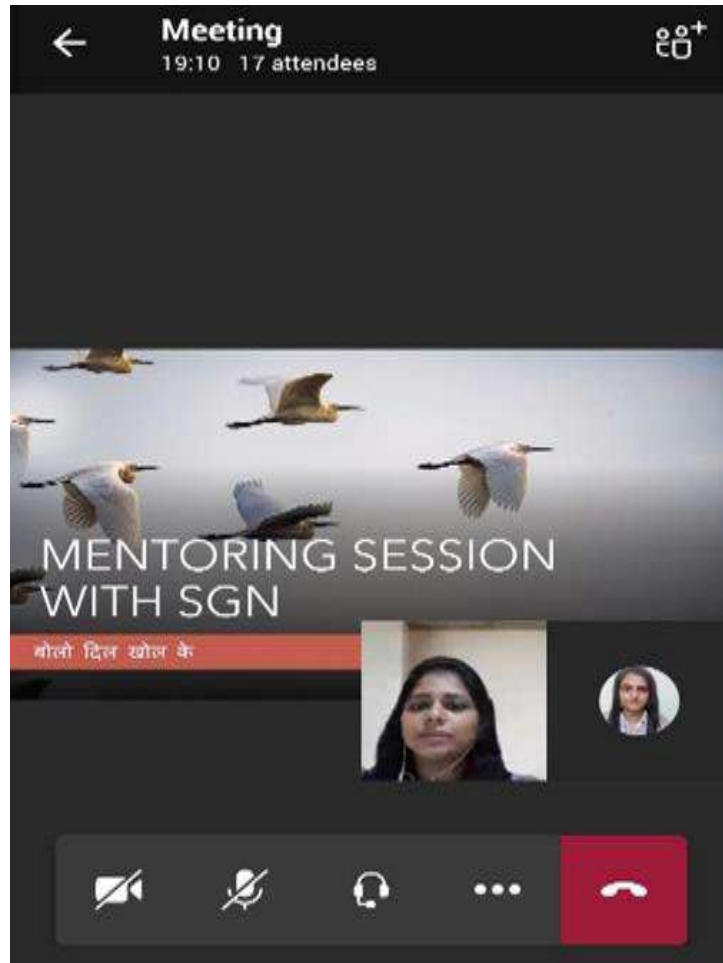 Meeting
19:10 17 attendees
MENTORING SESSION
WITH SGN
बोलो दिल खोल के